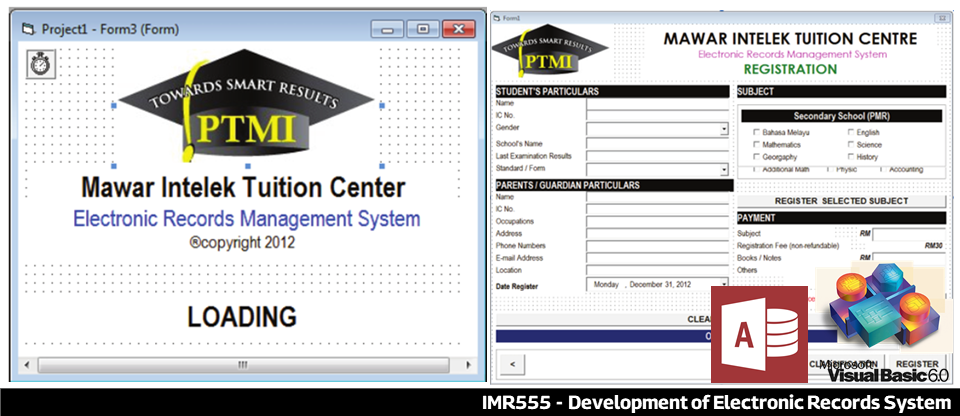 Project1 - Form3 (Form)
TOWARDS SMART RESULTS
PTMI
Mawar Intelek Tuition Center
Electronic Records Management System
®copyright 2012
LOADING
Form1
TOWARDS SMART RESULTS
PTMI
MAWAR INTELEK TUITION CENTRE
Electronic Records Management System
REGISTRATION
STUDENT'S PARTICULARS
Name
IC No.
Gender
School's Name
Last Examination Results
Standard / Form
PARENTS / GUARDIAN PARTICULARS
Name
IC No.
Occupations
Address
Phone Numbers
E-mail Address
Location
Date Register
Monday , December 31, 2012
SUBJECT
Secondary School (PMR)
Bahasa Melayu English
Mathematics Science
Georgaphy History
Additional Math Physic Accounting
REGISTER SELECTED SUBJECT
PAYMENT
Subject RM
Registration Fee (non-refundable) RM30
Books / Notes RM
Others
<
REGISTER
A
Microsoft
Visual Basic 6.0
IMR555 - Development of Electronic Records System